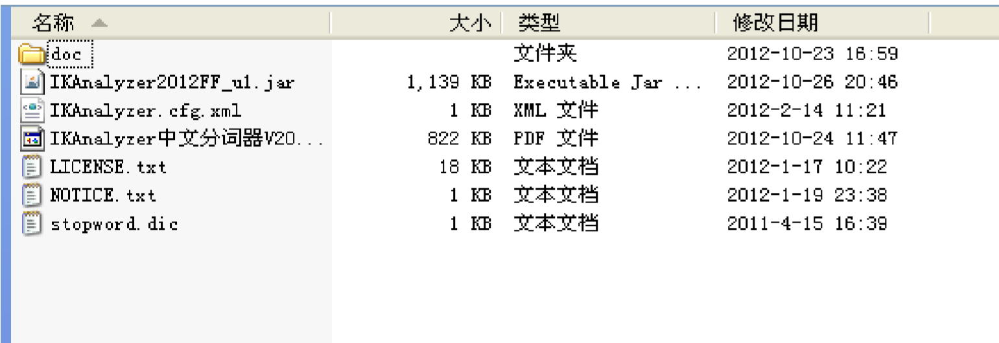 名称 大小 类型 修改日期
doc 文件夹 2012-10-23 16:59
IKAnalyzer2012FF_u1.jar 1,139 KB Executable Jar ... 2012-10-26 20:46
IKAnalyzer.cfg.xml 1 KB XML 文件 2012-2-14 11:21
IKAnalyzer中文分词器V20... 822 KB PDF 文件 2012-10-24 11:47
LICENSE.txt 18 KB 文本文档 2012-1-17 10:22
NOTICE.txt 1 KB 文本文档 2012-1-19 23:38
stopword.dic 1 KB 文本文档 2011-4-15 16:39